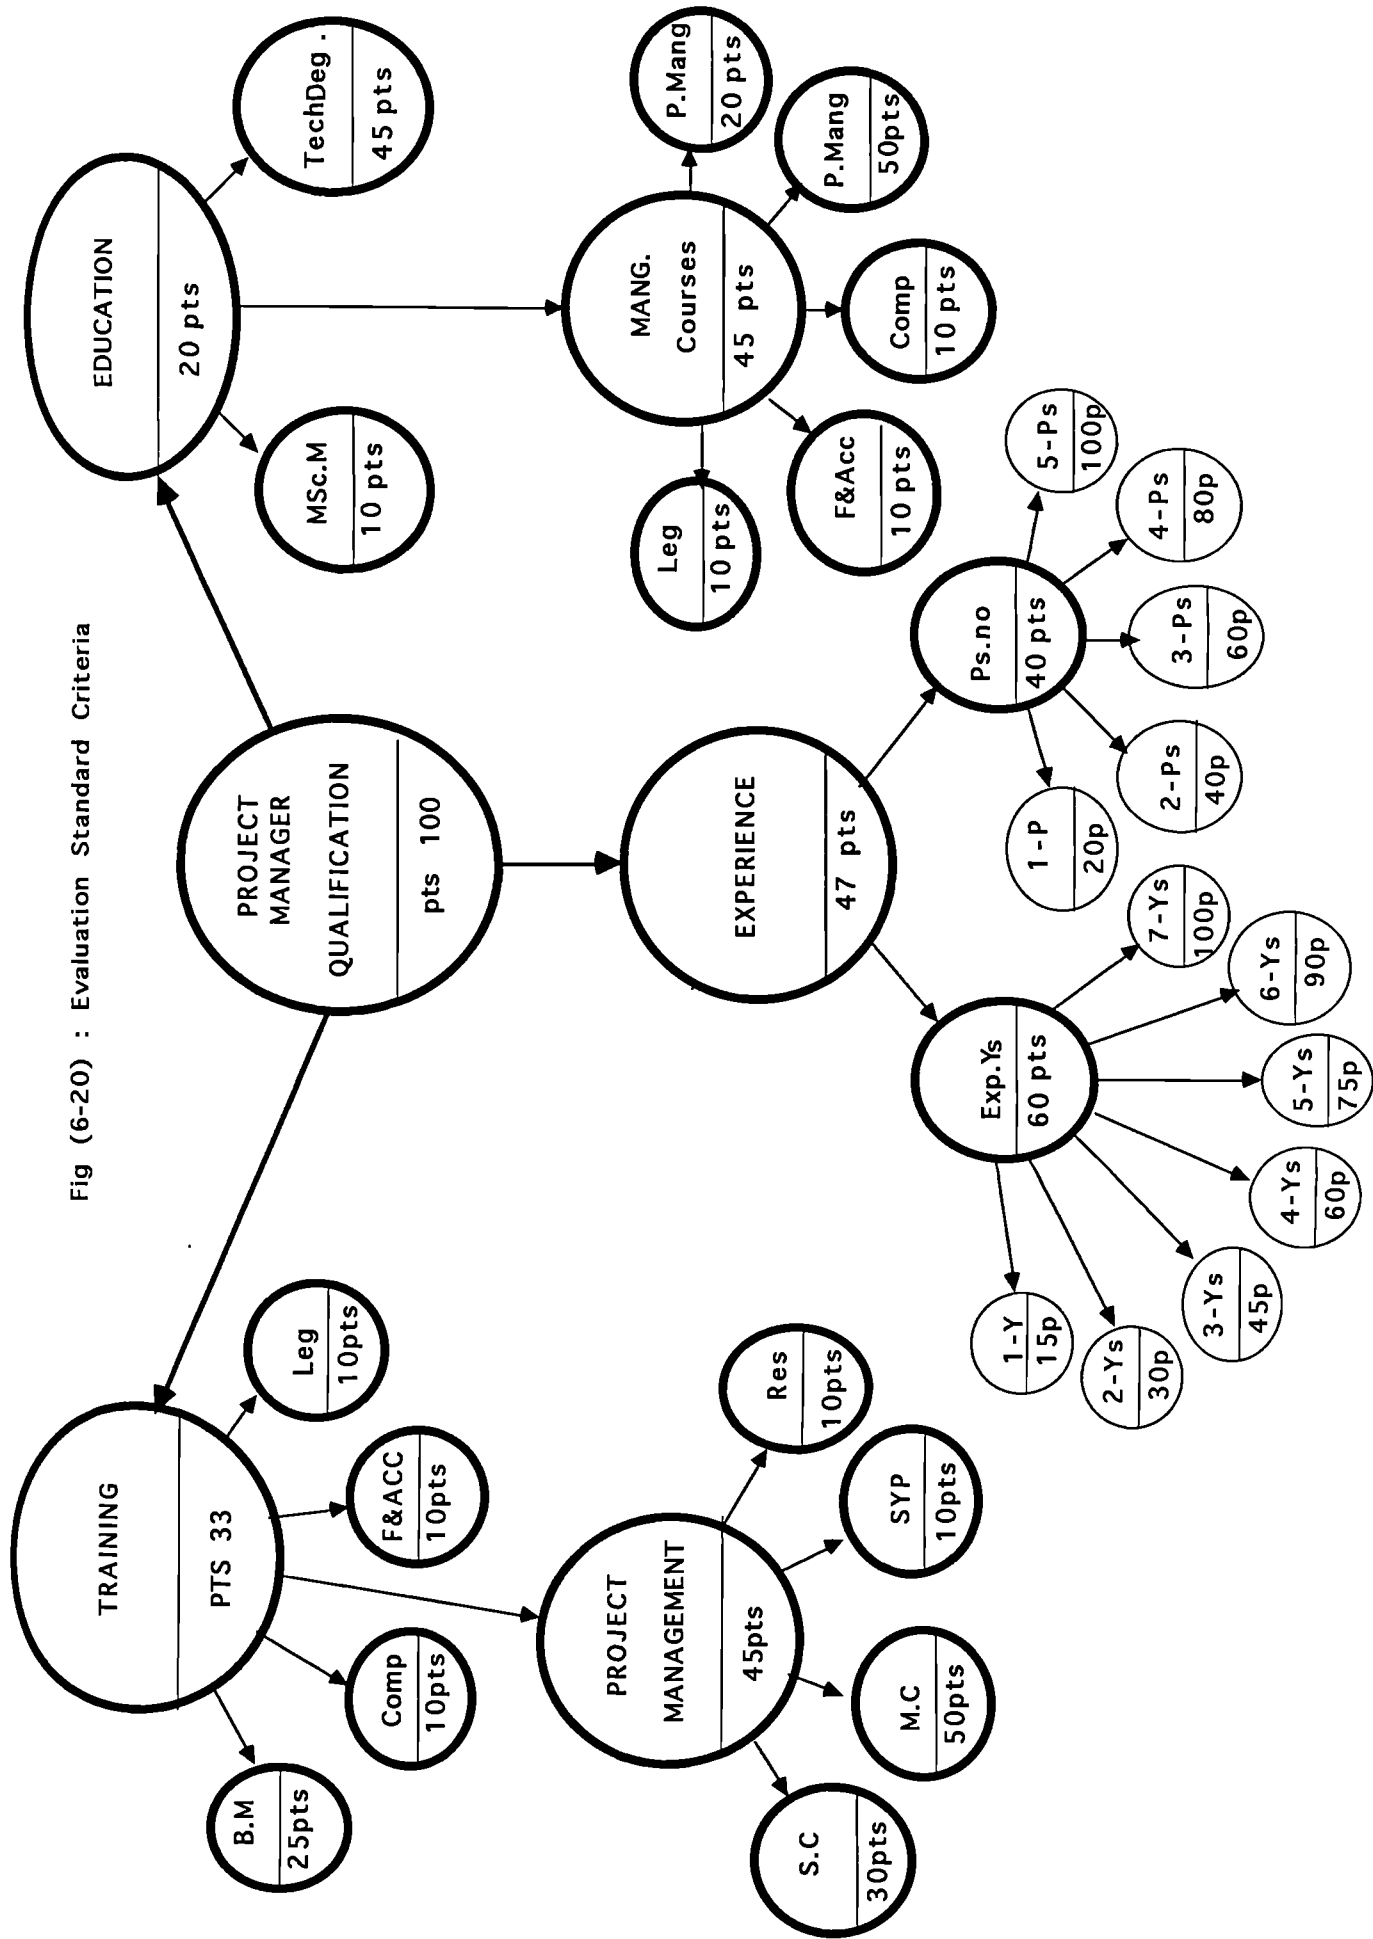 Fig (6-20) : Evaluation Standard Criteria
PROJECT
MANAGER
QUALIFICATION
pts 100
TRAINING
PTS 33
B.M
25pts
Comp
10pts
F&ACC
10pts
Leg
10pts
PROJECT
MANAGEMENT
45pts
S.C
30pts
M.C
50pts
SYP
10pts
Res
10pts
EXPERIENCE
47 pts
Exp.Ys
60 pts
1-Y
15p
2-Ys
30p
3-Ys
45p
4-Ys
60p
5-Ys
75p
6-Ys
90p
7-Ys
100p
Ps.no
40 pts
1-P
20p
2-Ps
40p
3-Ps
60p
4-Ps
80p
5-Ps
100p
EDUCATION
20 pts
MSc.M
10 pts
TechDeg.
45 pts
MANG.
Courses
45 pts
Leg
10 pts
F&Acc
10 pts
Comp
10 pts
P.Mang
50pts
P.Mang
20 pts